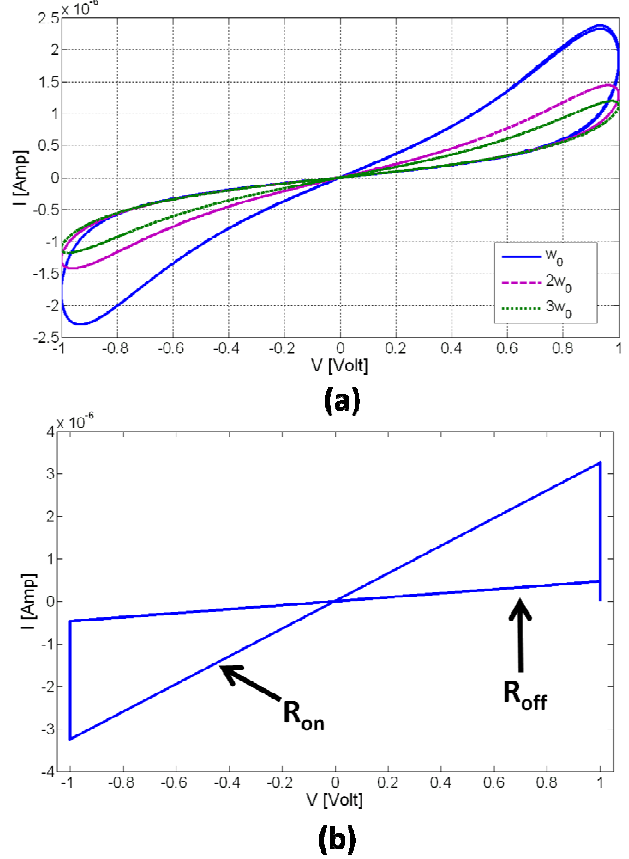 x 10⁻⁶
2.5
2
1.5
1
0.5
0
-0.5
-1
-1.5
-2
-2.5
I [Amp]
w₀
2w₀
3w₀
-1 -0.8 -0.6 -0.4 -0.2 0 0.2 0.4 0.6 0.8 1
V [Volt]
(a)
x 10⁻⁶
4
3
2
1
0
-1
-2
-3
-4
I [Amp]
Ron
Roff
-1 -0.8 -0.6 -0.4 -0.2 0 0.2 0.4 0.6 0.8 1
V [Volt]
(b)